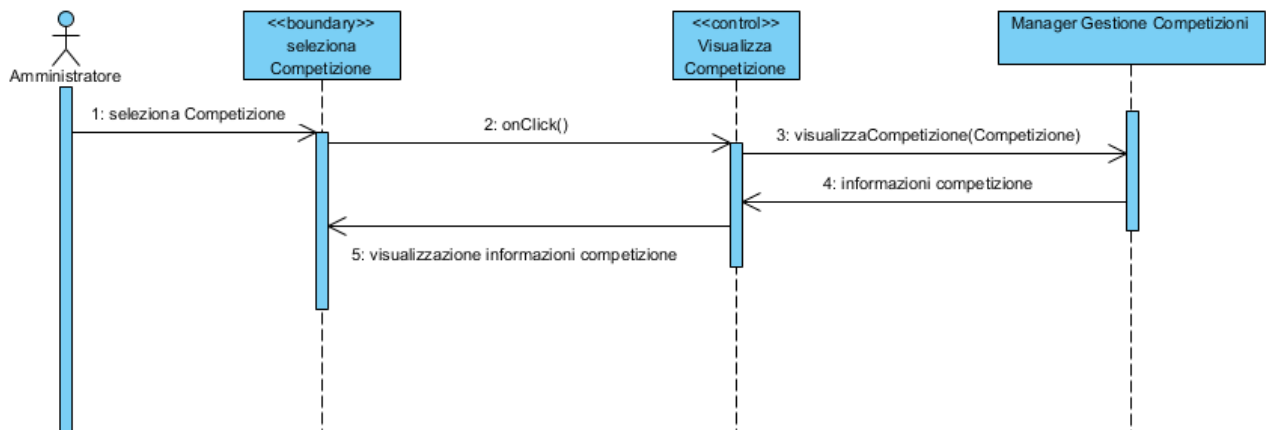 <<boundary>>
seleziona
Competizione
<<control>>
Visualizza
Competizione
Manager Gestione Competizioni
Amministratore
1: seleziona Competizione
2: onClick()
3: visualizzaCompetizione(Competizione)
4: informazioni competizione
5: visualizzazione informazioni competizione